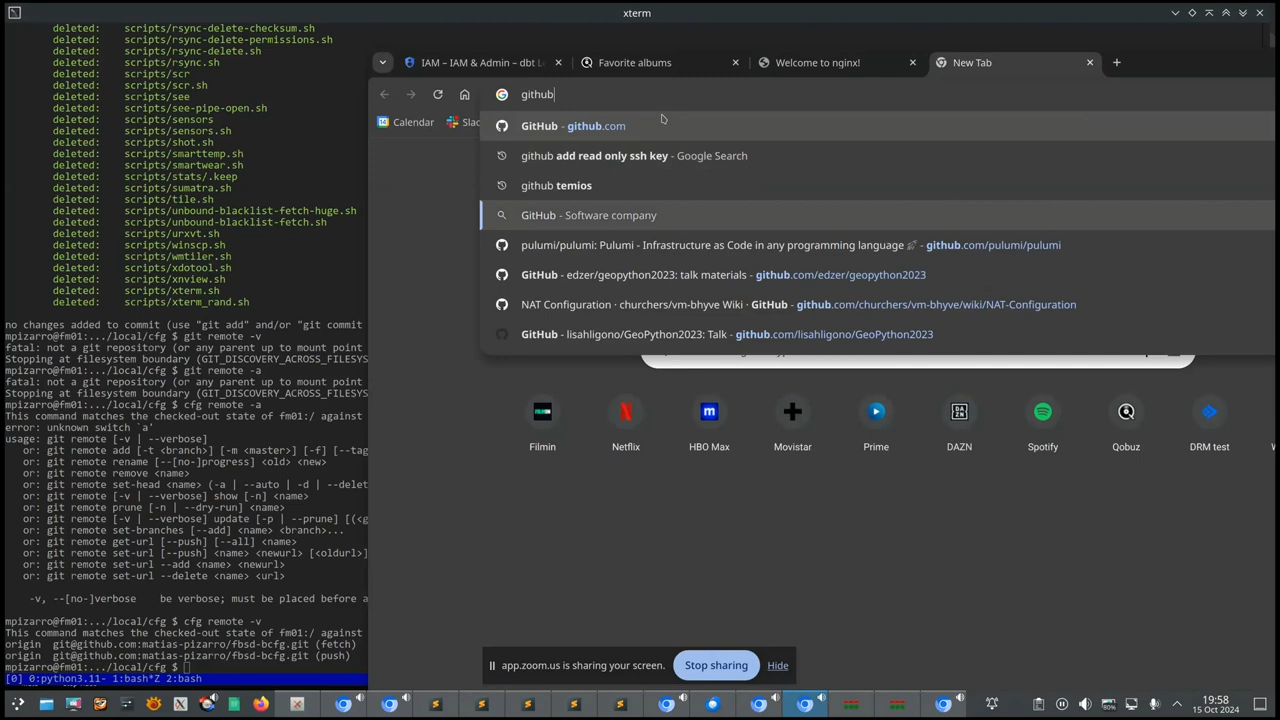 xterm
deleted:    scripts/rsync-delete-checksum.sh
deleted:    scripts/rsync-delete-permissions.sh
deleted:    scripts/rsync-delete.sh
deleted:    scripts/rsync.sh
deleted:    scripts/scr
deleted:    scripts/scr.sh
deleted:    scripts/see
deleted:    scripts/see-pipe-open.sh
deleted:    scripts/sensors
deleted:    scripts/sensors.sh
deleted:    scripts/shot.sh
deleted:    scripts/smarttemp.sh
deleted:    scripts/smartwear.sh
deleted:    scripts/stats/.keep
deleted:    scripts/sumatra.sh
deleted:    scripts/tile.sh
deleted:    scripts/unbound-blacklist-fetch-huge.sh
deleted:    scripts/unbound-blacklist-fetch.sh
deleted:    scripts/urxvt.sh
deleted:    scripts/winscp.sh
deleted:    scripts/wmtiler.sh
deleted:    scripts/xdotool.sh
deleted:    scripts/xnview.sh
deleted:    scripts/xterm.sh
deleted:    scripts/xterm_rand.sh
no changes added to commit (use "git add" and/or "git commit
mpizarro@fm01:.../local/cfg $ git remote -v
fatal: not a git repository (or any parent up to mount point
Stopping at filesystem boundary (GIT_DISCOVERY_ACROSS_FILESYS
mpizarro@fm01:.../local/cfg $ git remote -a
fatal: not a git repository (or any parent up to mount point
Stopping at filesystem boundary (GIT_DISCOVERY_ACROSS_FILESYS
mpizarro@fm01:.../local/cfg $ cfg remote -a
This command matches the checked-out state of fm01:/ against
error: unknown switch `a'
usage: git remote [-v | --verbose]
or: git remote add [-t <branch>] [-m <master>] [-f] [--tag
or: git remote rename [--[no-]progress] <old> <new>
or: git remote remove <name>
or: git remote set-head <name> (-a | --auto | -d | --delet
or: git remote [-v | --verbose] show [-n] <name>
or: git remote prune [-n | --dry-run] <name>
or: git remote [-v | --verbose] update [-p | --prune] [(<g
or: git remote set-branches [--add] <name> <branch>...
or: git remote get-url [--push] [--all] <name>
or: git remote set-url [--push] <name> <newurl> [<oldurl>]
or: git remote set-url --add <name> <newurl>
or: git remote set-url --delete <name> <url>
-v, --[no-]verbose    be verbose; must be placed before a
mpizarro@fm01:.../local/cfg $ cfg remote -v
This command matches the checked-out state of fm01:/ against
origin  git@github.com:matias-pizarro/fbsd-bcfg.git (fetch)
origin  git@github.com:matias-pizarro/fbsd-bcfg.git (push)
mpizarro@fm01:.../local/cfg $
[0] 0:python3.11- 1:bash*Z 2:bash
IAM – IAM & Admin – dbt L
Favorite albums
Welcome to nginx!
New Tab
github
Calendar
Slac
GitHub - github.com
github add read only ssh key - Google Search
github temios
GitHub - Software company
pulumi/pulumi: Pulumi - Infrastructure as Code in any programming language 🚀 - github.com/pulumi/pulumi
GitHub - edzer/geopython2023: talk materials - github.com/edzer/geopython2023
NAT Configuration · churchers/vm-bhyve Wiki · GitHub - github.com/churchers/vm-bhyve/wiki/NAT-Configuration
GitHub - lisahligono/GeoPython2023: Talk - github.com/lisahligono/GeoPython2023
Filmin
Netflix
HBO Max
Movistar
Prime
DAZN
Spotify
Qobuz
DRM test
app.zoom.us is sharing your screen.
Stop sharing
Hide
80%
19:58
15 Oct 2024